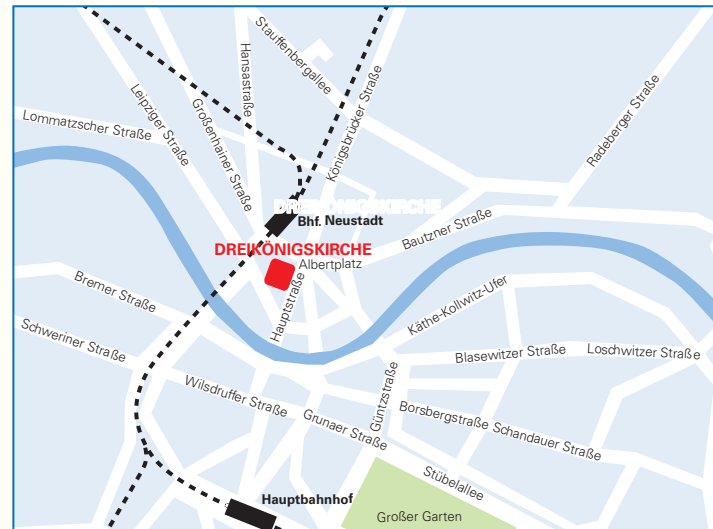 Stauffenbergallee
Hansastraße
Königsbrücker Straße
Leipziger Straße
Großenhainer Straße
Radeberger Straße
Lommatzscher Straße
DREIKÖNIGSKIRCHE
Bhf. Neustadt
Bautzner Straße
DREIKÖNIGSKIRCHE
Albertplatz
Bremer Straße
Hauptstraße
Käthe-Kollwitz-Ufer
Schweriner Straße
Blasewitzer Straße
Loschwitzer Straße
Wilsdruffer Straße
Güntzstraße
Grunaer Straße
Borsbergstraße
Schandauer Straße
Stübelallee
Hauptbahnhof
Großer Garten